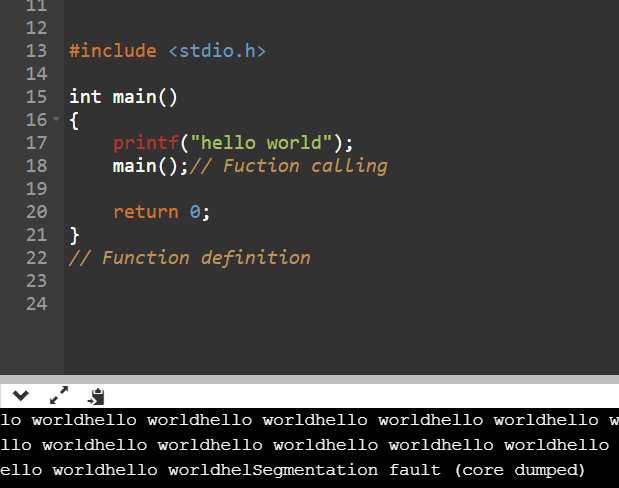 11
12
13 #include <stdio.h>
14
15 int main()
16 {
17 printf("hello world");
18 main();// Fuction calling
19
20 return 0;
21 }
22 // Function definition
23
24
lo worldhello worldhello worldhello worldhello worldhello w
llo worldhello worldhello worldhello worldhello worldhello
ello worldhello worldhelSegmentation fault (core dumped)